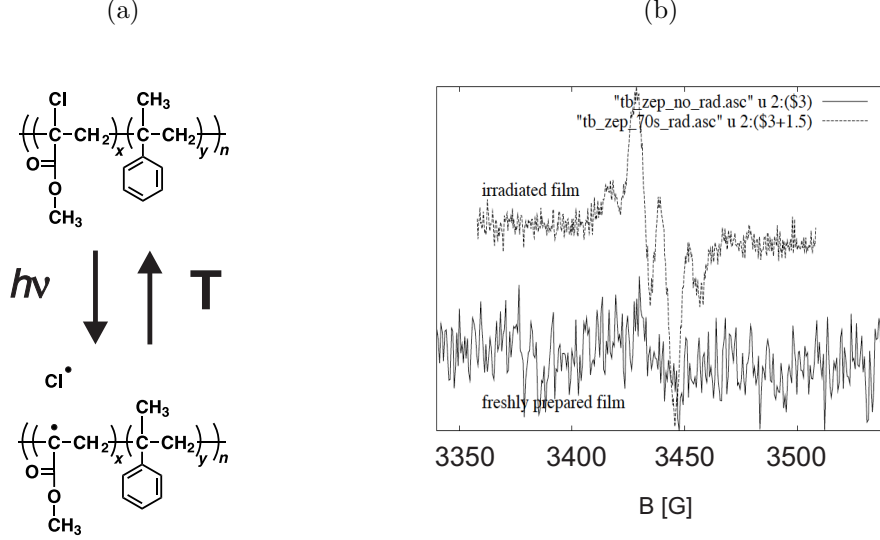 (a)
Cl
CH₃
((C—CH₂)x(C—CH₂)y)n
O=C
O
CH₃
hν
T
Cl•
CH₃
((C—CH₂)x(C—CH₂)y)n
O=C
O
CH₃
(b)
"tb_zep_no_rad.asc" u 2:($3)
"tb_zep_70s_rad.asc" u 2:($3+1.5)
irradiated film
freshly prepared film
3350 3400 3450 3500
B [G]